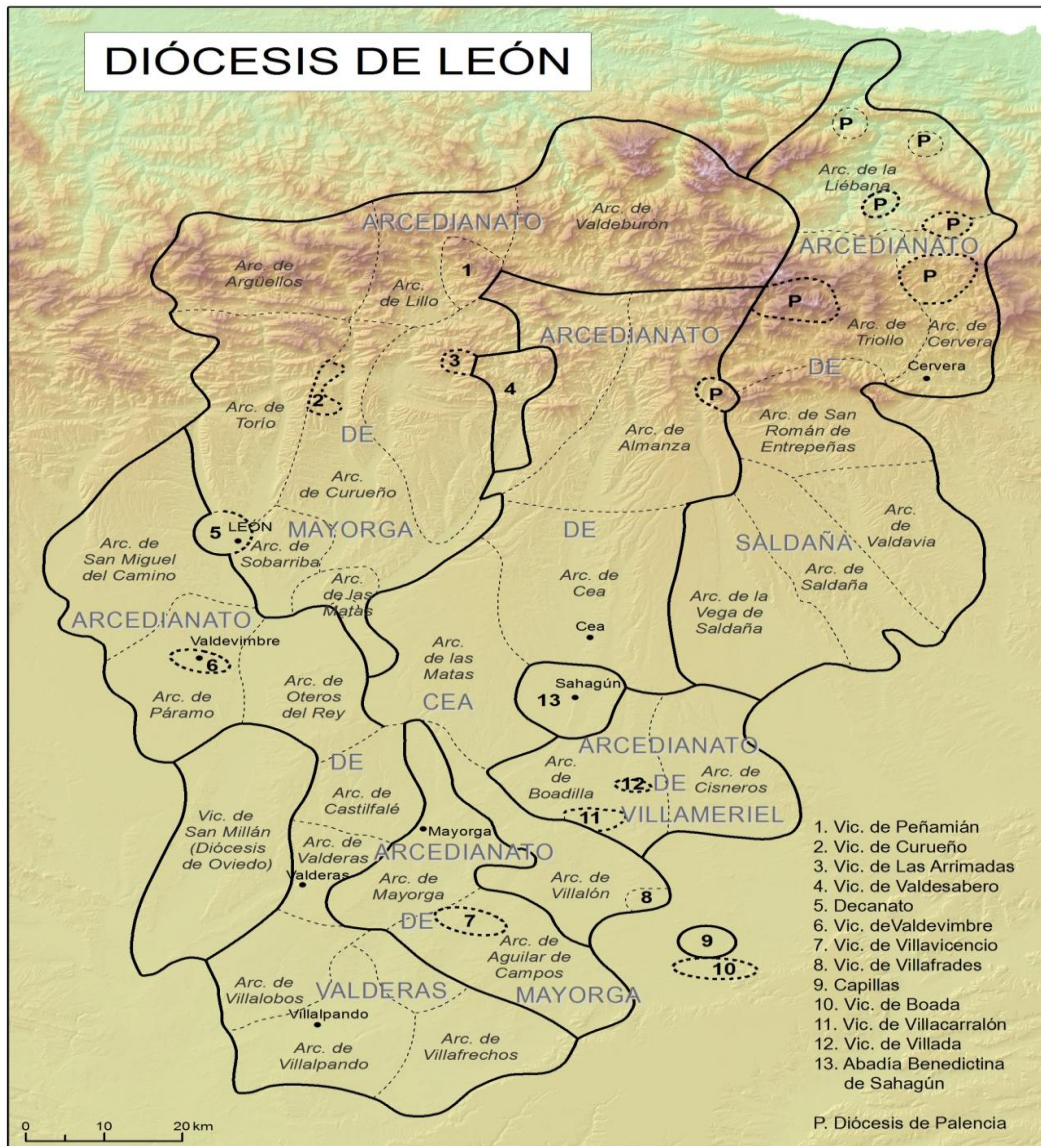 DIÓCESIS DE LEÓN
P
P
Arc. de la
Liébana
P
P
ARCEDIANATO
P
P
Arc. de
Triollo
Arc. de
Cervera
DE
Cervera
P
ARCEDIANATO
Arc. de
Valdeburón
Arc. de
Argüellos
Arc.
de Lillo
1
ARCEDIANATO
3
4
2
Arc. de
Torío
DE
Arc. de
Almanza
Arc. de San
Román de
Entrepeñas
Arc.
de Curueño
MAYORGA
5
LEÓN
Arc. de
Sobarriba
Arc.
de las
Matas
DE
SALDAÑA
Arc.
de
Valdavia
Arc. de
Saldaña
Arc. de la
Vega de
Saldaña
Arc. de
San Miguel
del Camino
ARCEDIANATO
Valdevimbre
6
Arc. de
Páramo
Arc. de
Oteros
del Rey
Arc. de
Cea
Cea
Arc.
de las
Matas
CEA
Sahagún
13
ARCEDIANATO
Arc.
de
Boadilla
12
DE
Arc. de
Cisneros
11
VILLAMERIEL
DE
Arc. de
Castilfalé
Vic. de
San Millán
(Diócesis
de Oviedo)
Arc. de
Valderas
Valderas
Mayorga
ARCEDIANATO
Arc. de
Mayorga
Arc. de
Villalón
8
DE
7
Arc. de
Aguilar de
Campos
9
10
VALDERAS
MAYORGA
Arc. de
Villalobos
Villalpando
Arc. de
Villalpando
Arc. de
Villafrechos
1. Vic. de Peñamián
2. Vic. de Curueño
3. Vic. de Las Arrimadas
4. Vic. de Valdesabero
5. Decanato
6. Vic. deValdevimbre
7. Vic. de Villavicencio
8. Vic. de Villafrades
9. Capillas
10. Vic. de Boada
11. Vic. de Villacarralón
12. Vic. de Villada
13. Abadía Benedictina
de Sahagún
P. Diócesis de Palencia
0 10 20 km